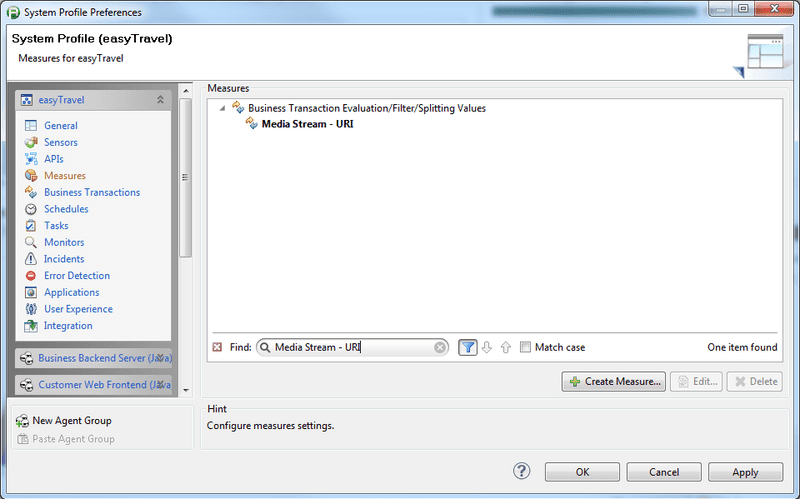 System Profile Preferences
System Profile (easyTravel)
Measures for easyTravel
easyTravel
General
Sensors
APIs
Measures
Business Transactions
Schedules
Tasks
Monitors
Incidents
Error Detection
Applications
User Experience
Integration
Business Backend Server (Java)
Customer Web Frontend (Java)
New Agent Group
Paste Agent Group
Measures
Business Transaction Evaluation/Filter/Splitting Values
Media Stream - URI
Find: Media Stream - URI Match case One item found
Create Measure... Edit... Delete
Hint
Configure measures settings.
? OK Cancel Apply